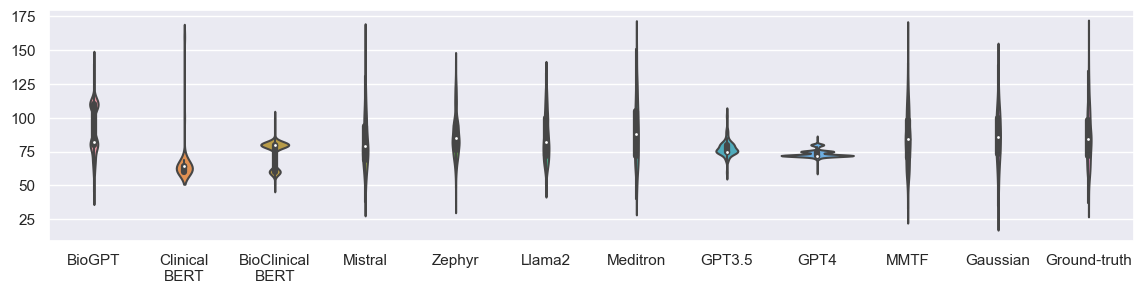 175
150
125
100
75
50
25
BioGPT
Clinical
BERT
BioClinical
BERT
Mistral
Zephyr
Llama2
Meditron
GPT3.5
GPT4
MMTF
Gaussian
Ground-truth